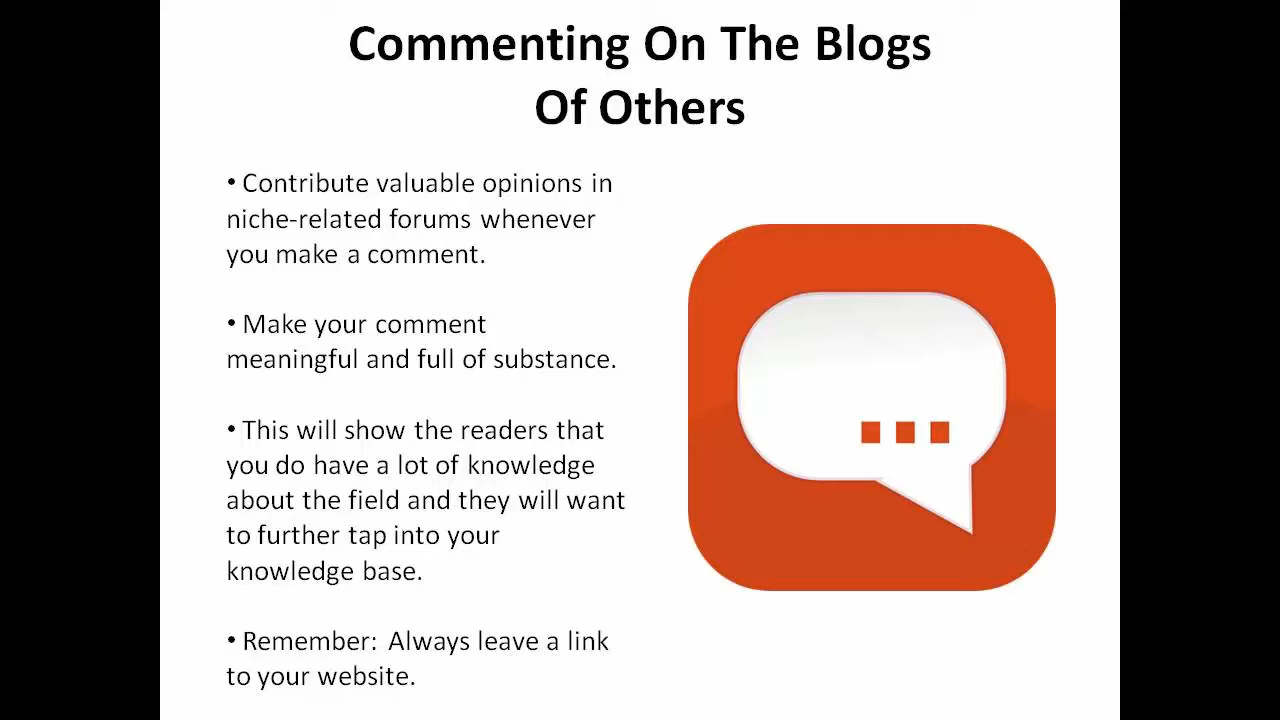 Commenting On The Blogs
Of Others
• Contribute valuable opinions in
niche-related forums whenever
you make a comment.
• Make your comment
meaningful and full of substance.
• This will show the readers that
you do have a lot of knowledge
about the field and they will want
to further tap into your
knowledge base.
• Remember: Always leave a link
to your website.